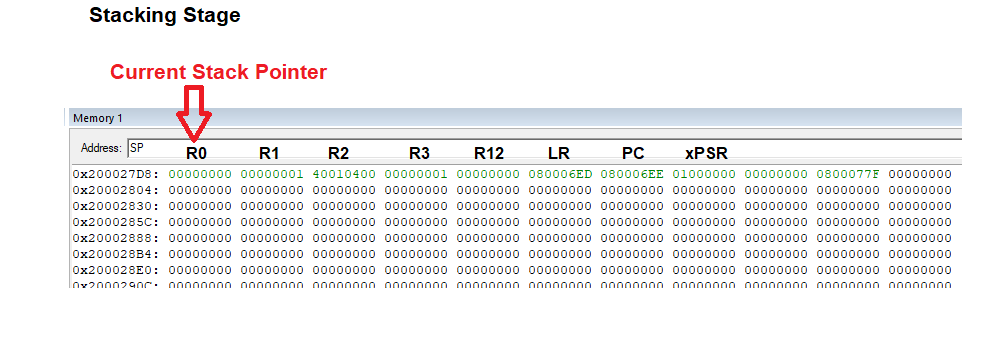 Stacking Stage
Current Stack Pointer
Memory 1
Address: SP R0 R1 R2 R3 R12 LR PC xPSR
0x200027D8: 00000000 00000001 40010400 00000001 00000000 080006ED 080006EE 01000000 00000000 0800077F 00000000
0x20002804: 00000000 00000000 00000000 00000000 00000000 00000000 00000000 00000000 00000000 00000000 00000000
0x20002830: 00000000 00000000 00000000 00000000 00000000 00000000 00000000 00000000 00000000 00000000 00000000
0x2000285C: 00000000 00000000 00000000 00000000 00000000 00000000 00000000 00000000 00000000 00000000 00000000
0x20002888: 00000000 00000000 00000000 00000000 00000000 00000000 00000000 00000000 00000000 00000000 00000000
0x200028B4: 00000000 00000000 00000000 00000000 00000000 00000000 00000000 00000000 00000000 00000000 00000000
0x200028E0: 00000000 00000000 00000000 00000000 00000000 00000000 00000000 00000000 00000000 00000000 00000000
0x2000290C: 00000000 00000000 00000000 00000000 00000000 00000000 00000000 00000000 00000000 00000000 00000000